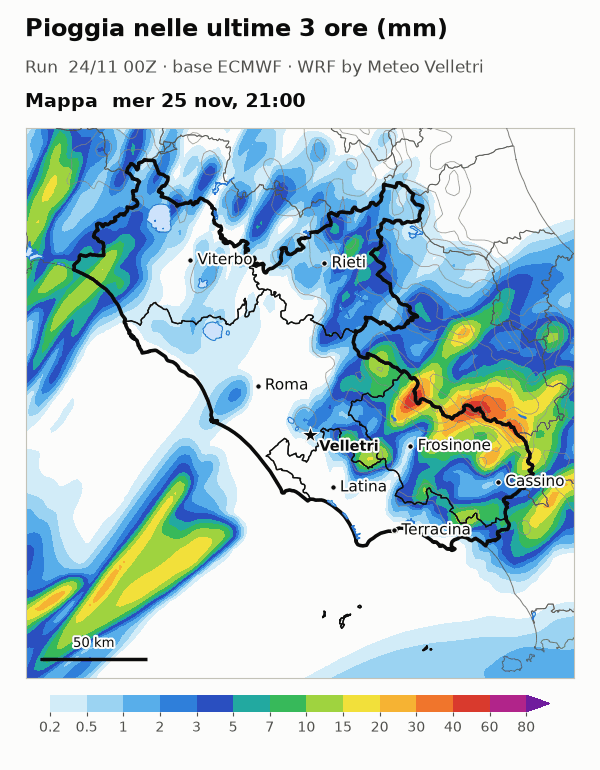 Pioggia nelle ultime 3 ore (mm)
Run 24/11 00Z · base ECMWF · WRF by Meteo Velletri
Mappa mer 25 nov, 21:00
Viterbo
Rieti
Roma
Velletri
Frosinone
Cassino
Latina
Terracina
50 km
0.2 0.5 1 2 3 5 7 10 15 20 30 40 60 80